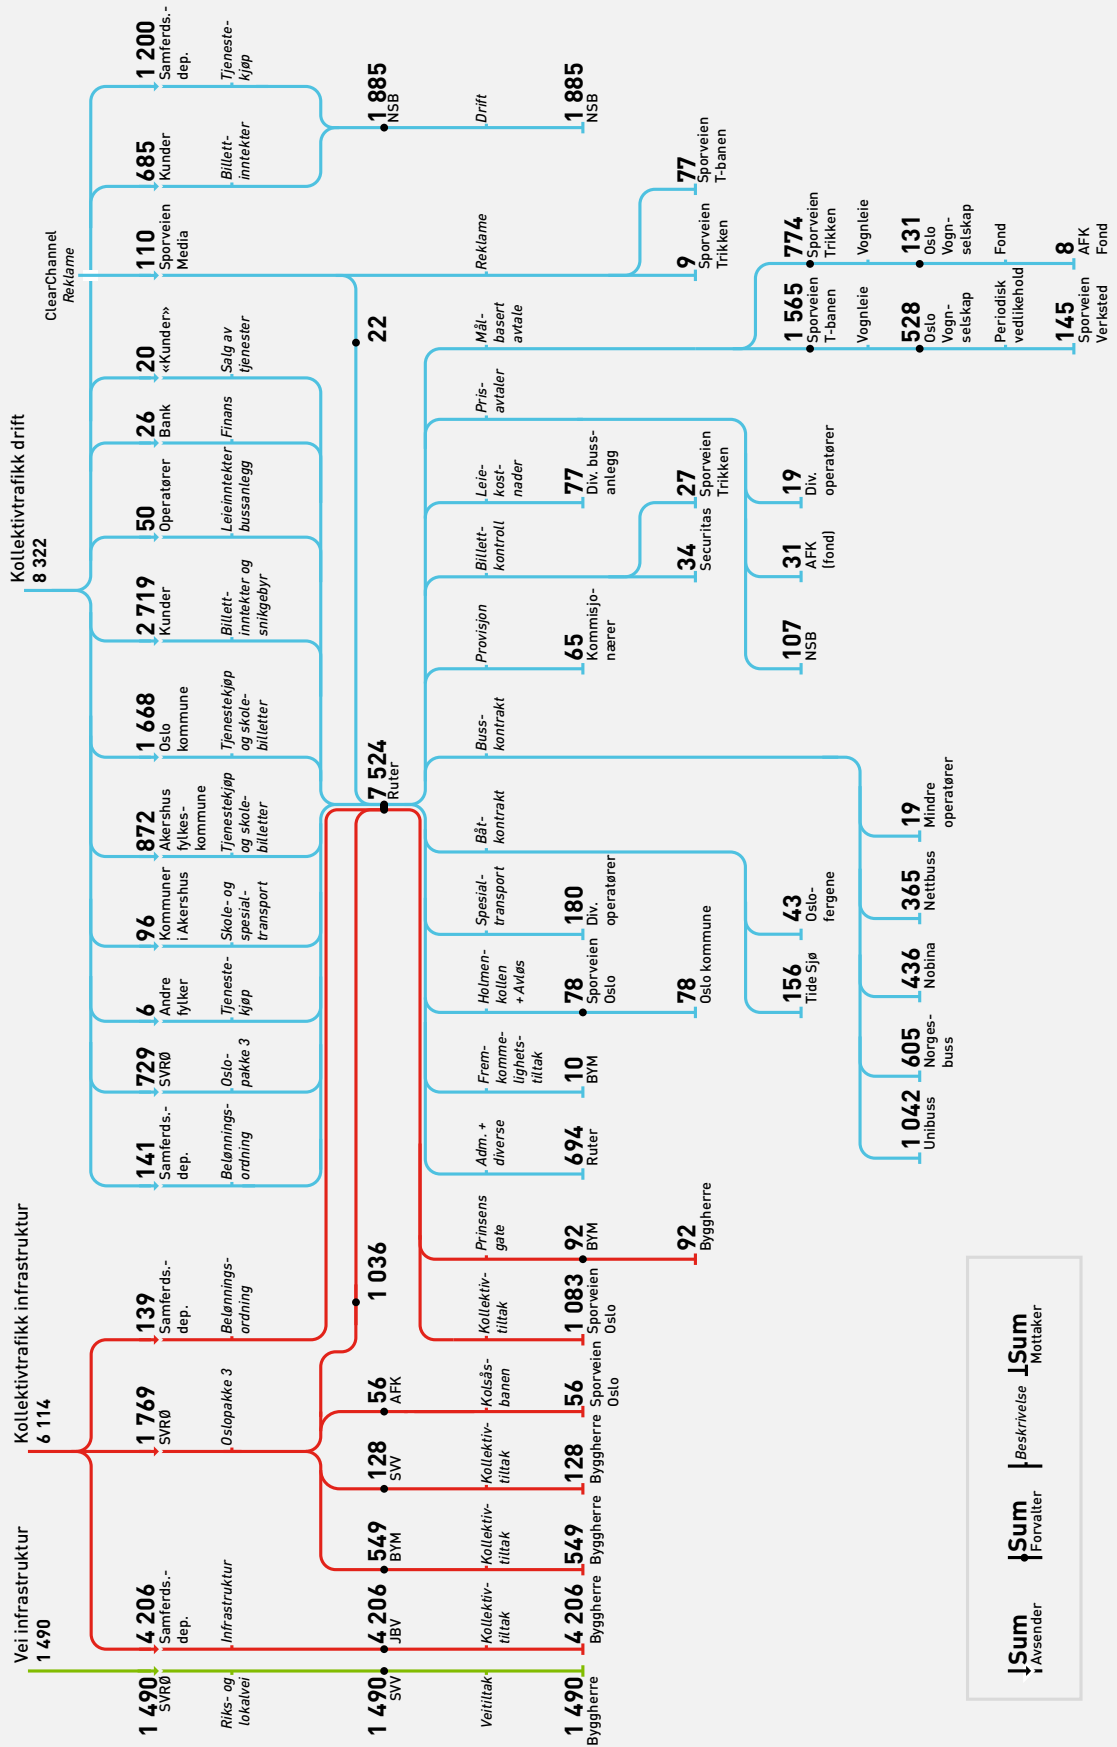 Vei infrastruktur
1 490
Kollektivtrafikk infrastruktur
6 114
Kollektivtrafikk drift
8 322
ClearChannel
Reklame
1 490
SVRØ
4 206
Samferds.-
dep.
1 769
SVRØ
139
Samferds.-
dep.
141
Samferds.-
dep.
729
SVRØ
6
Andre
fylker
96
Kommuner
i Akershus
872
Akershus
fylkes-
kommune
1 668
Oslo
kommune
2 719
Kunder
50
Operatører
26
Bank
20
«Kunder»
110
Sporveien
Media
685
Kunder
1 200
Samferds.-
dep.
Riks- og
lokalvei
Infrastruktur
Oslopakke 3
Belønnings-
ordning
Belønnings-
ordning
Oslo-
pakke 3
Tjeneste-
kjøp
Skole- og
spesial-
transport
Tjenestekjøp
og skole-
billetter
Tjenestekjøp
og skole-
billetter
Billett-
inntekter og
snikgebyr
Leieinntekter
bussanlegg
Finans
Salg av
tjenester
Billett-
inntekter
Tjeneste-
kjøp
1 036
22
1 490
SVV
4 206
JBV
549
BYM
128
SVV
56
AFK
7 524
Ruter
1 885
NSB
Veitiltak
Kollektiv-
tiltak
Kollektiv-
tiltak
Kollektiv-
tiltak
Kolsås-
banen
Kollektiv-
tiltak
Prinsens
gate
Adm. +
diverse
Frem-
komme-
lighets-
tiltak
Holmen-
kollen
+ Avløs
Spesial-
transport
Båt-
kontrakt
Buss-
kontrakt
Provisjon
Billett-
kontroll
Leie-
kost-
nader
Pris-
avtaler
Mål-
basert
avtale
Reklame
Drift
1 490
Byggherre
4 206
Byggherre
549
Byggherre
128
Byggherre
56
Sporveien
Oslo
1 083
Sporveien
Oslo
92
BYM
694
Ruter
10
BYM
78
Sporveien
Oslo
180
Div.
operatører
65
Kommisjo-
nærer
77
Div. buss-
anlegg
1 885
NSB
92
Byggherre
78
Oslo kommune
34
Securitas
27
Sporveien
Trikken
9
Sporveien
Trikken
77
Sporveien
T-banen
156
Tide Sjø
43
Oslo-
fergene
107
NSB
31
AFK
(fond)
19
Div.
operatører
1 565
Sporveien
T-banen
774
Sporveien
Trikken
Vognleie
Vognleie
1 042
Unibuss
605
Norges-
buss
436
Nobina
365
Nettbuss
19
Mindre
operatører
528
Oslo
Vogn-
selskap
131
Oslo
Vogn-
selskap
Periodisk
vedlikehold
Fond
145
Sporveien
Verksted
8
AFK
Fond
Sum
Avsender
Sum
Forvalter
Beskrivelse
Sum
Mottaker